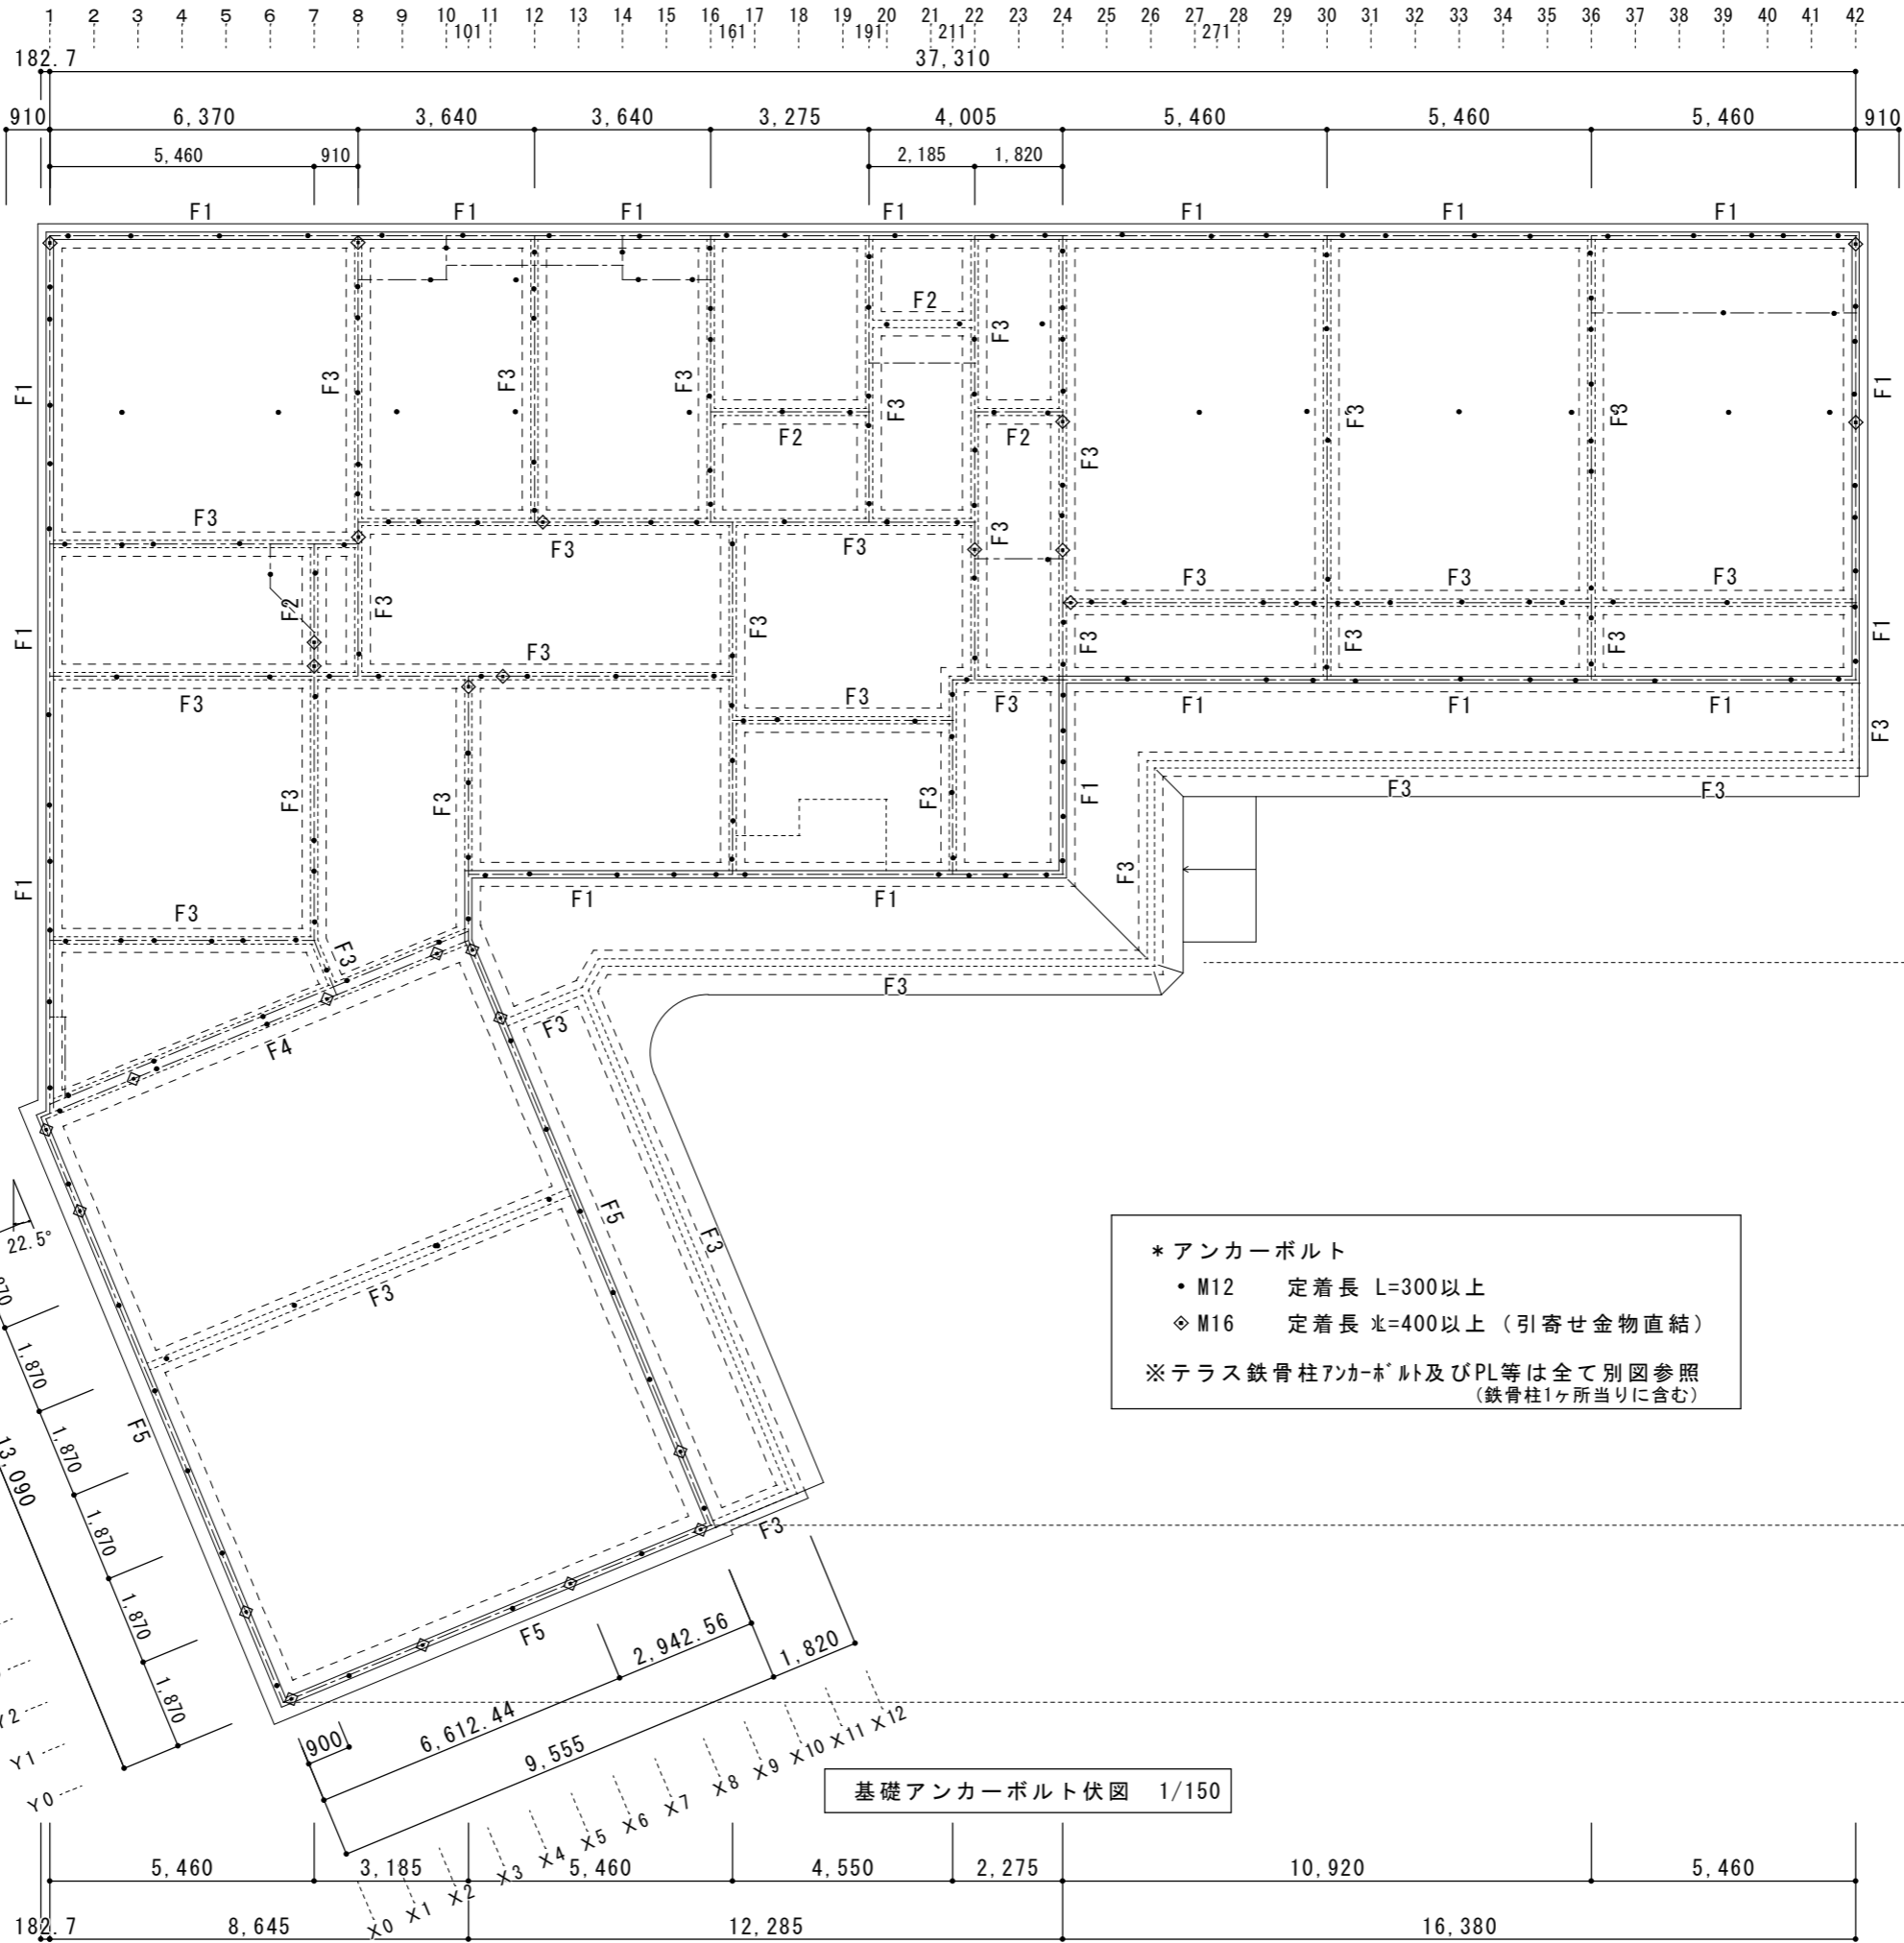 1 2 3 4 5 6 7 8 9 10 11 12 13 14 15 16 17 18 19 20 21 22 23 24 25 26 27 28 29 30 31 32 33 34 35 36 37 38 39 40 41 42
101 161 191 211 271
182.7 37,310
910 6,370 3,640 3,640 3,275 4,005 5,460 5,460 5,460 910
5,460 910 2,185 1,820
F1 F1 F1 F1 F1 F1 F1
F2
F3
F1 F3 F3 F3 F3 F3 F3 F1
F2 F2
F3
F3 F3 F3 F3
F3 F3 F3
F2
F1 F3 F3 F3 F3 F3 F1
F3
F3 F3 F3 F1 F1 F1
F3
F3 F3 F3 F1 F3 F3
F1 F3
F3 F1 F1
F3
F3
F3
F4
F5
22.5°
F3
F3
* アンカーボルト
• M12 定着長 L=300以上
M16 定着長 L=400以上 (引寄せ金物直結)
※テラス鉄骨柱アンカーボルト及びPL等は全て別図参照
(鉄骨柱1ヶ所当りに含む)
1,870
1,870
1,870
1,870
1,870
13,090
F5
F3
F5
2,942.56
1,820
900
6,612.44
9,555
Y2
Y1
Y0
X0 X1 X2 X3 X4 X5 X6 X7 X8 X9 X10 X11 X12
基礎アンカーボルト伏図 1/150
5,460 3,185 5,460 4,550 2,275 10,920 5,460
182.7 8,645 12,285 16,380